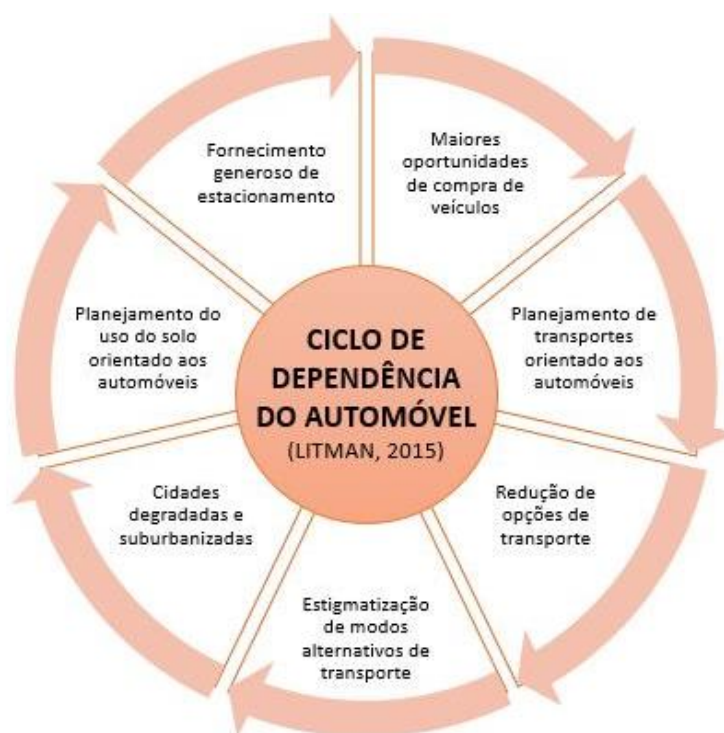 Fornecimento
generoso de
estacionamento
Maiores
oportunidades
de compra de
veículos
Planejamento do
uso do solo
orientado aos
automóveis
CICLO DE
DEPENDÊNCIA
DO AUTOMÓVEL
(LITMAN, 2015)
Planejamento de
transportes
orientado aos
automóveis
Cidades
degradadas e
suburbanizadas
Redução de
opções de
transporte
Estigmatização
de modos
alternativos de
transporte